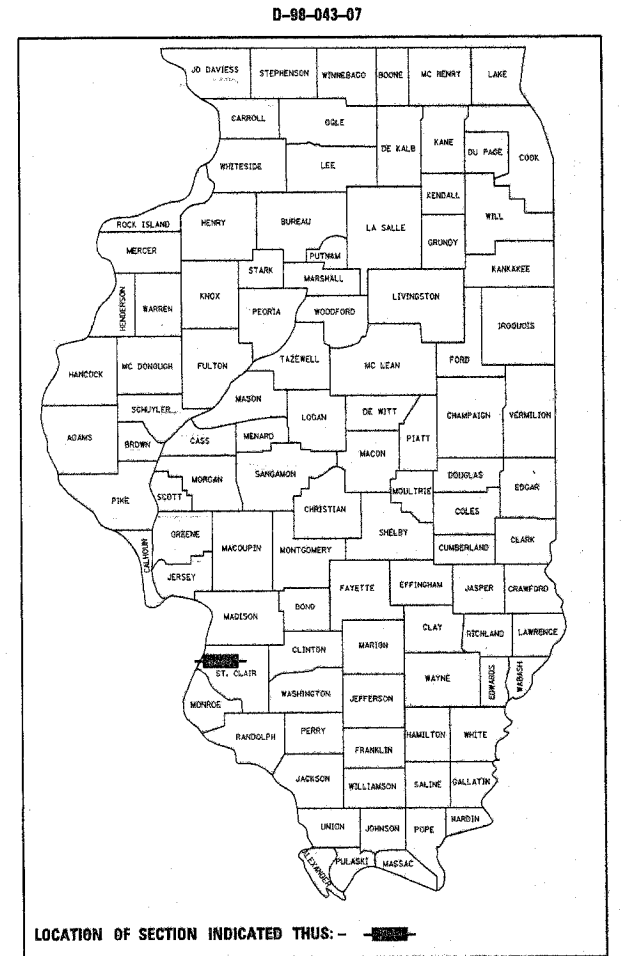 D-98-043-07
JO DAVIESS STEPHENSON WINNEBAGO BOONE MC HENRY LAKE
CARROLL OGLE DE KALB KANE DU PAGE COOK
WHITESIDE LEE
KENDALL WILL
ROCK ISLAND HENRY BUREAU LA SALLE GRUNDY
MERCER PUTNAM KANKAKEE
STARK MARSHALL
HENDERSON WARREN KNOX PEORIA WOODFORD LIVINGSTON IROQUOIS
HANCOCK MC DONOUGH FULTON TAZEWELL MC LEAN FORD
MASON
SCHUYLER LOGAN DE WITT CHAMPAIGN VERMILION
ADAMS BROWN CASS MENARD MACON PIATT
PIKE SCOTT MORGAN SANGAMON MOULTRIE DOUGLAS EDGAR
CHRISTIAN COLES
CALHOUN GREENE MACOUPIN MONTGOMERY SHELBY CUMBERLAND CLARK
JERSEY FAYETTE EFFINGHAM JASPER CRAWFORD
MADISON BOND CLAY RICHLAND LAWRENCE
CLINTON MARION
ST. CLAIR WAYNE EDWARDS WABASH
MONROE WASHINGTON JEFFERSON
RANDOLPH PERRY HAMILTON WHITE
FRANKLIN
JACKSON WILLIAMSON SALINE GALLATIN
UNION JOHNSON POPE HARDIN
ALEXANDER PULASKI MASSAC
LOCATION OF SECTION INDICATED THUS: -